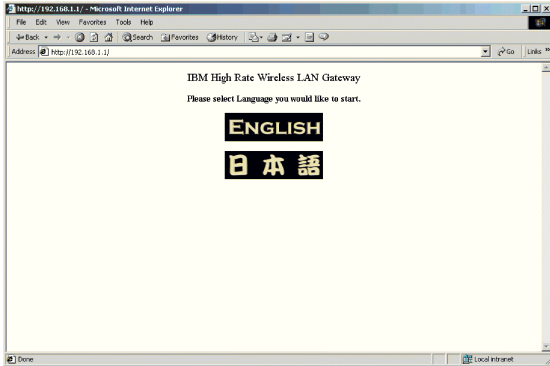 http://192.168.1.1/ - Microsoft Internet Explorer
File Edit View Favorites Tools Help
Back Search Favorites History
Address http://192.168.1.1/ Go Links »
IBM High Rate Wireless LAN Gateway
Please select Language you would like to start.
ENGLISH
日本語
Done Local intranet